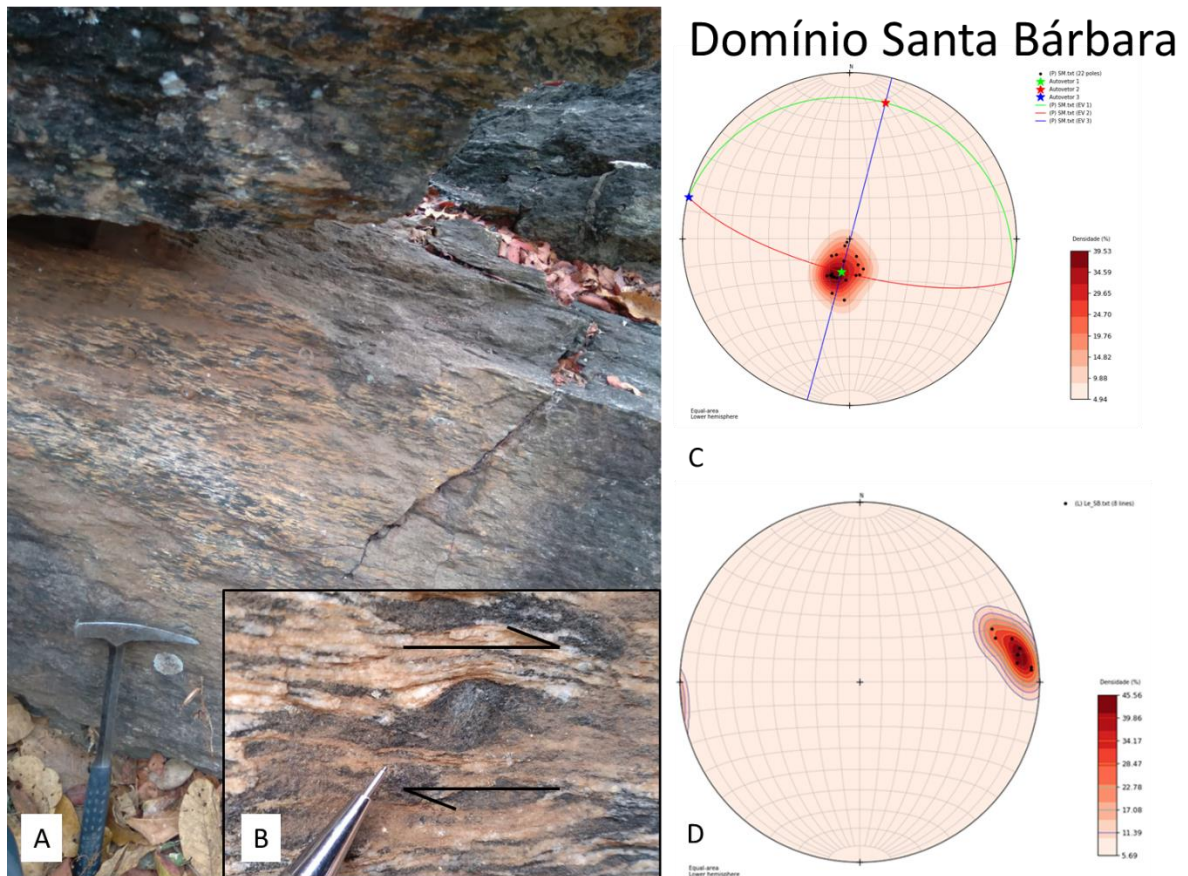 Domínio Santa Bárbara
N
(P) SM.txt (22 poles)
Autovetor 1
Autovetor 2
Autovetor 3
(P) SM.txt (EV 1)
(P) SM.txt (EV 2)
(P) SM.txt (EV 3)
Densidade (%)
39.53
34.59
29.65
24.70
19.76
14.82
9.88
4.94
Equal-area
Lower hemisphere
C
N
(L) Le_SB.txt (8 lines)
Densidade (%)
45.56
39.86
34.17
28.47
22.78
17.08
11.39
5.69
Equal-area
Lower hemisphere
D
A
B